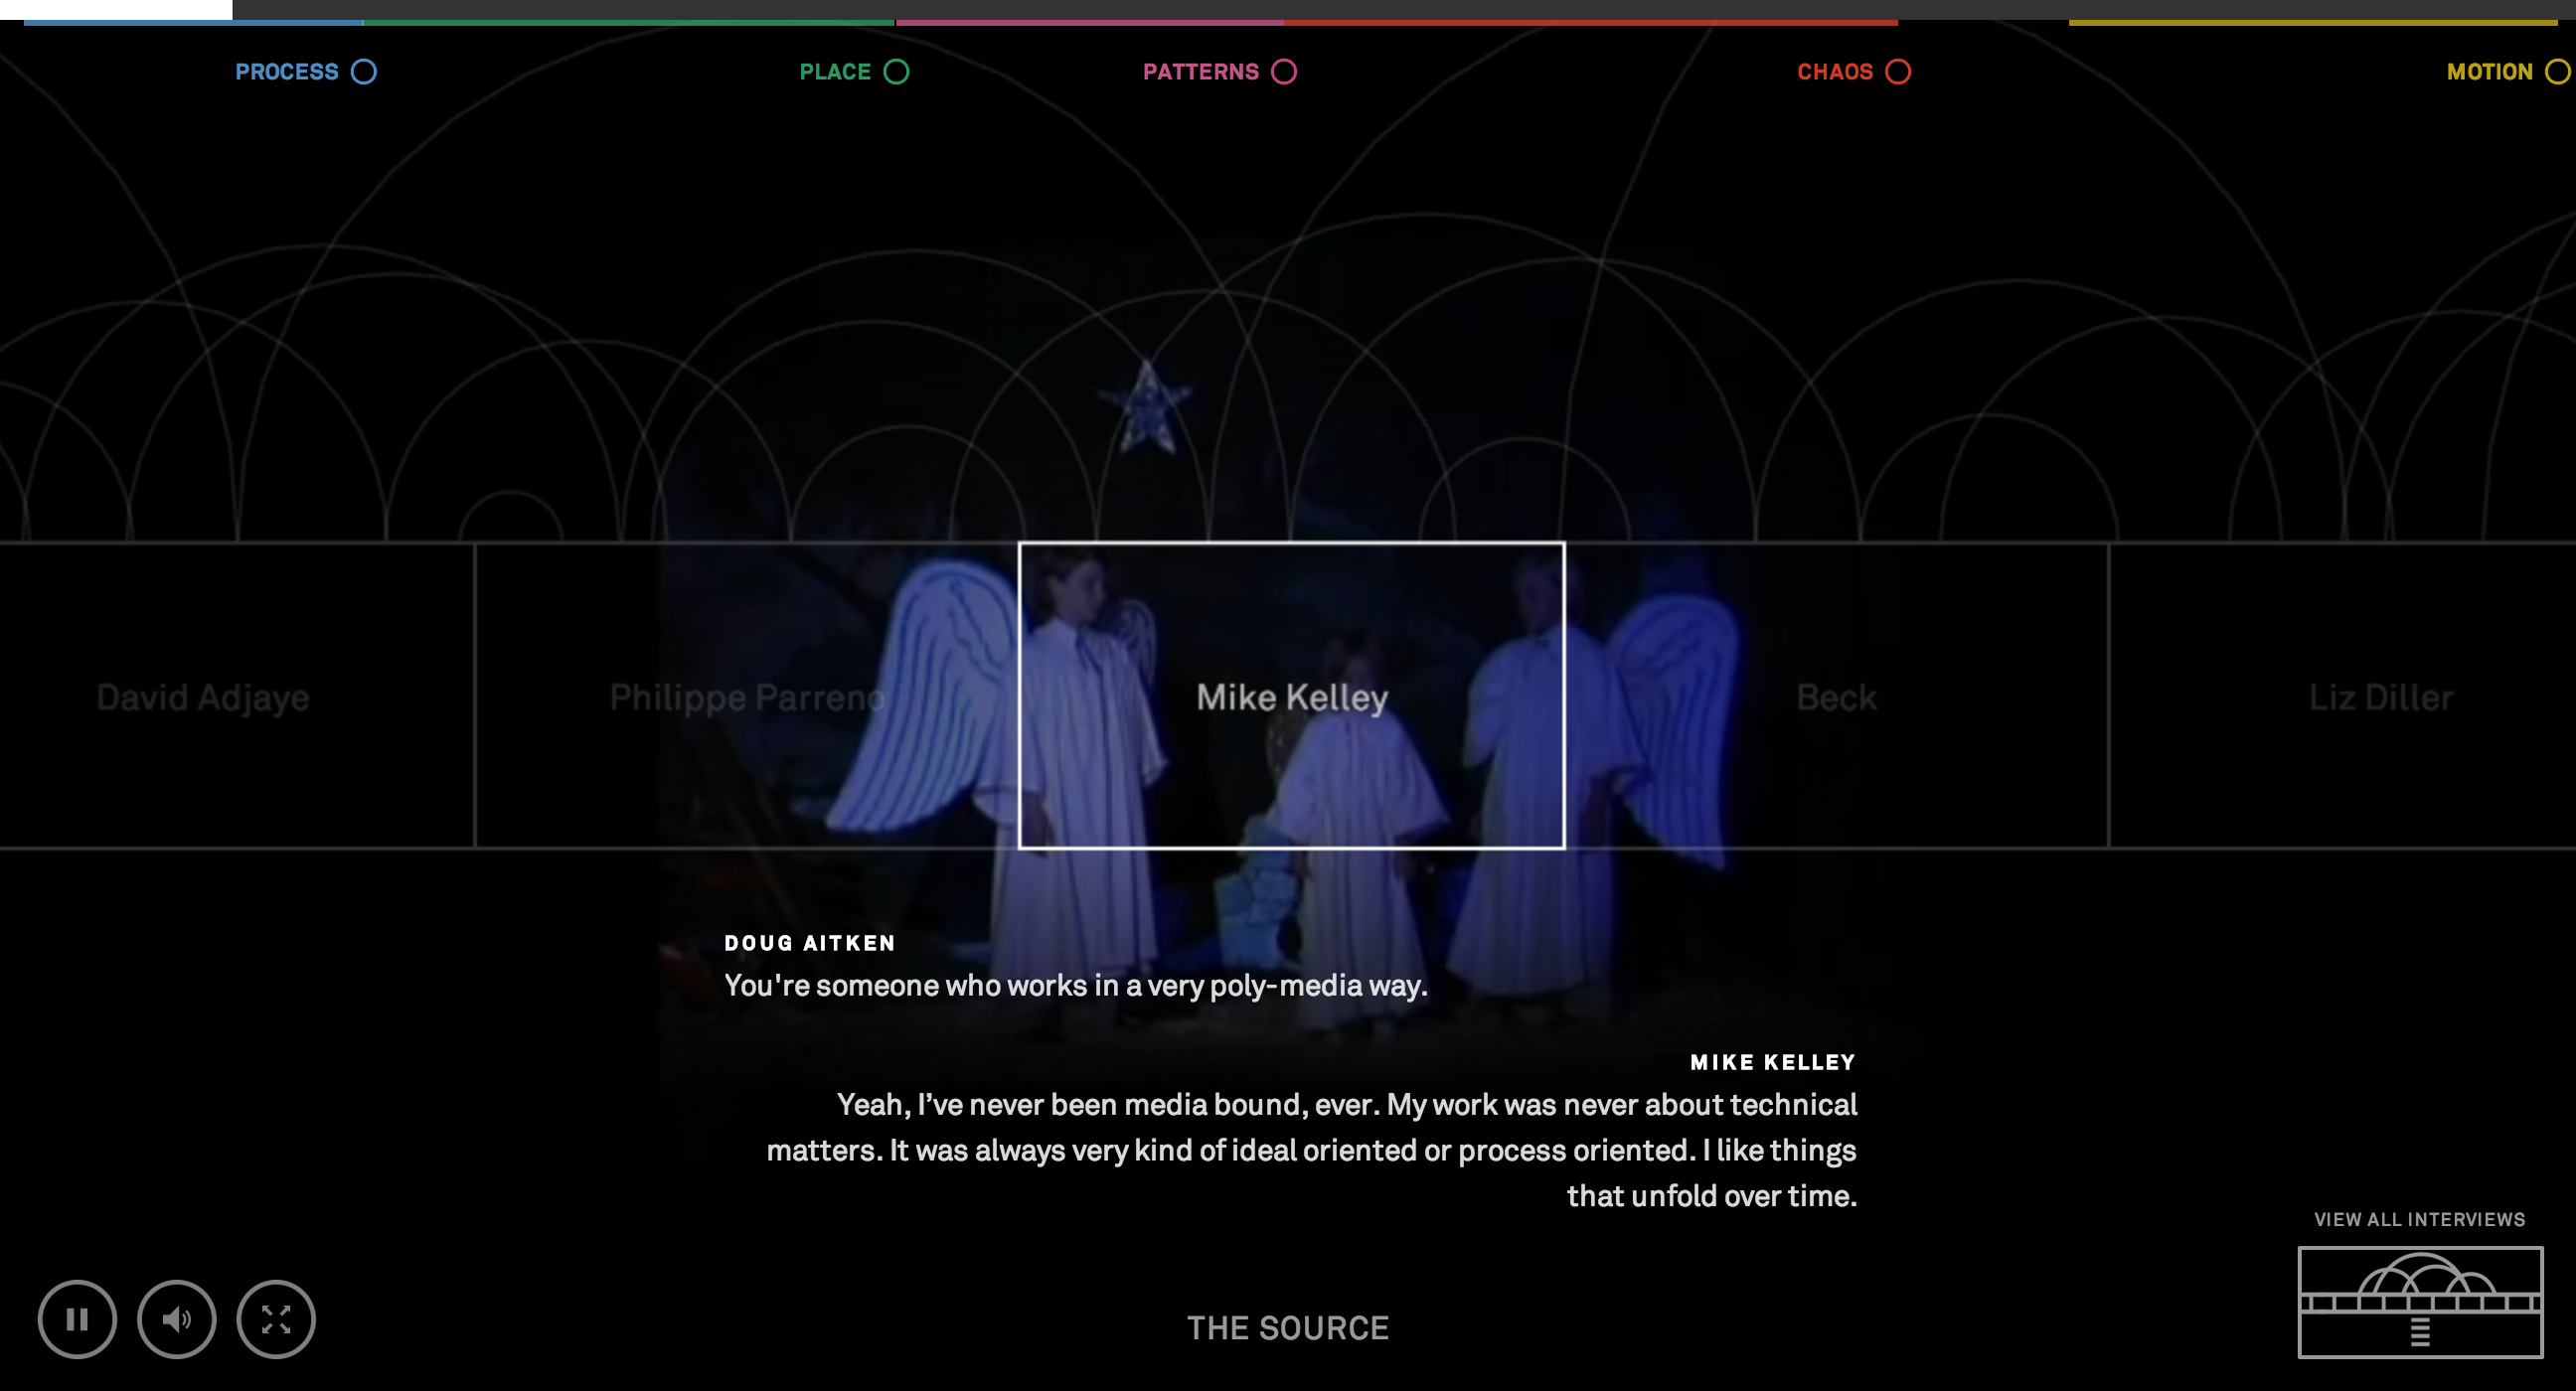 PROCESS
PLACE
PATTERNS
CHAOS
MOTION
David Adjaye
Philippe Parreno
Mike Kelley
Beck
Liz Diller
DOUG AITKEN
You're someone who works in a very poly-media way.
MIKE KELLEY
Yeah, I’ve never been media bound, ever. My work was never about technical
matters. It was always very kind of ideal oriented or process oriented. I like things
that unfold over time.
VIEW ALL INTERVIEWS
THE SOURCE